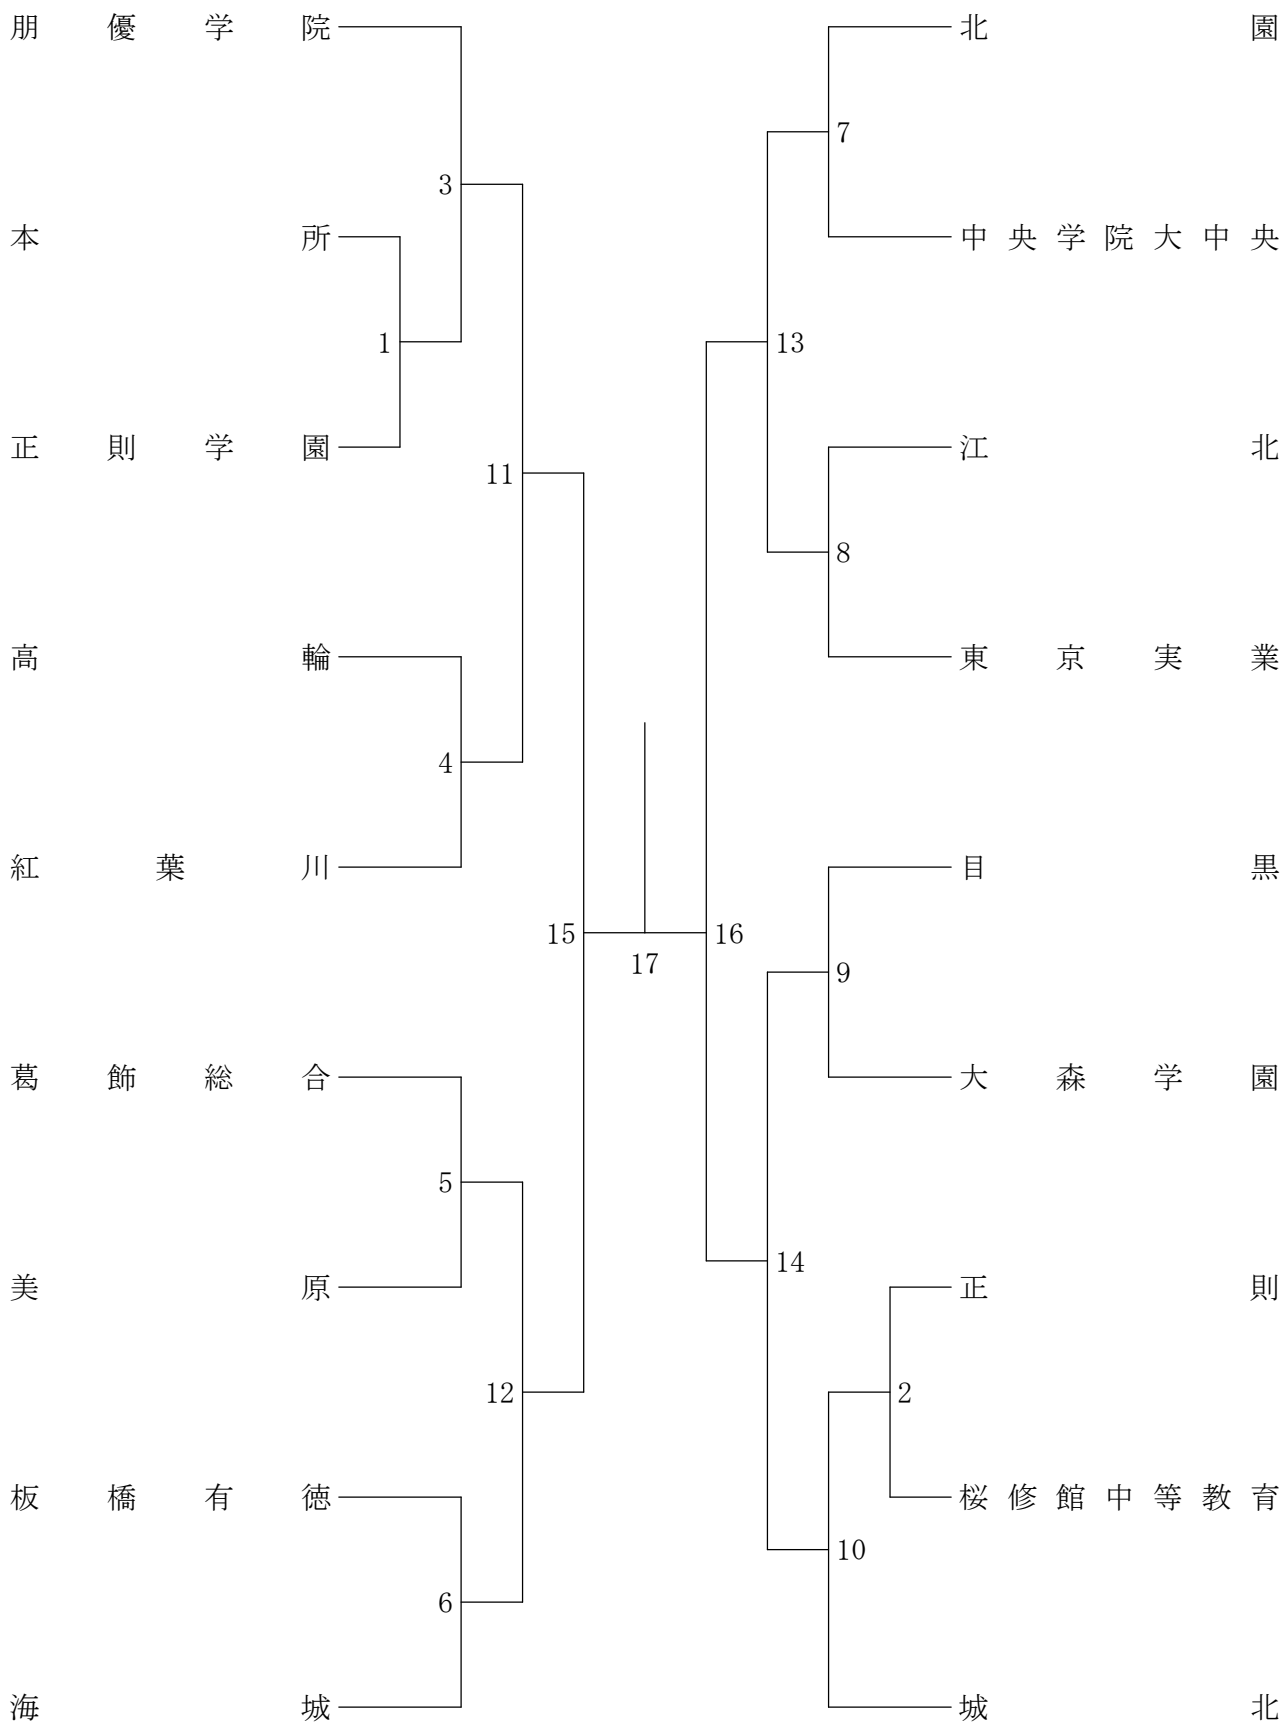 朋優学院
本所
正則学園
高輪
紅葉川
葛飾総合
美原
板橋有徳
海城
1
3
4
5
6
11
12
15
17
16
13
14
7
8
9
10
2
北園
中央学院大中央
江北
東京実業
目黒
大森学園
正則
桜修館中等教育
城北